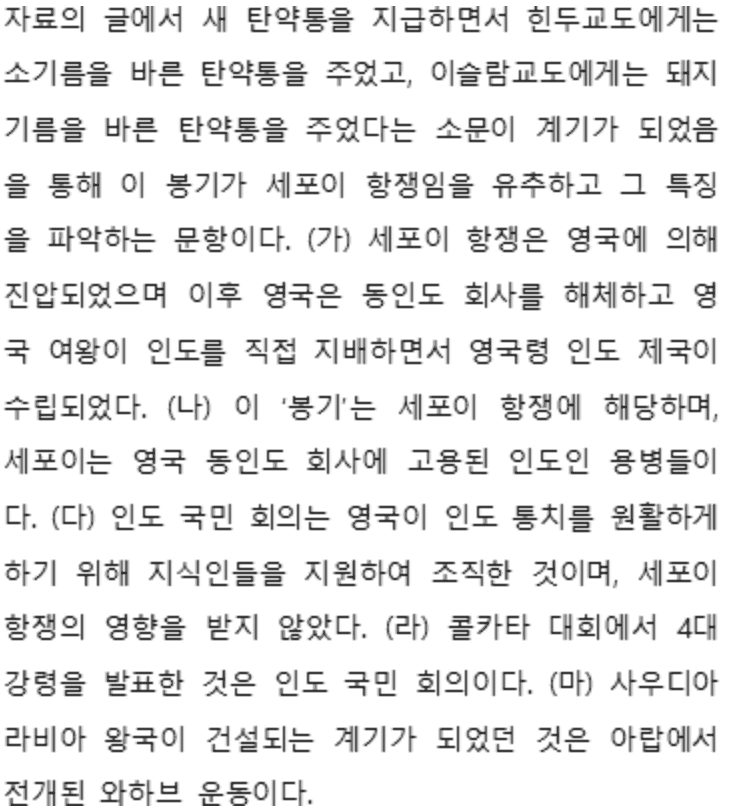 자료의 글에서 새 탄약통을 지급하면서 힌두교도에게는
소기름을 바른 탄약통을 주었고, 이슬람교도에게는 돼지
기름을 바른 탄약통을 주었다는 소문이 계기가 되었음
을 통해 이 봉기가 세포이 항쟁임을 유추하고 그 특징
을 파악하는 문항이다. (가) 세포이 항쟁은 영국에 의해
진압되었으며 이후 영국은 동인도 회사를 해체하고 영
국 여왕이 인도를 직접 지배하면서 영국령 인도 제국이
수립되었다. (나) 이 '봉기'는 세포이 항쟁에 해당하며,
세포이는 영국 동인도 회사에 고용된 인도인 용병들이
다. (다) 인도 국민 회의는 영국이 인도 통치를 원활하게
하기 위해 지식인들을 지원하여 조직한 것이며, 세포이
항쟁의 영향을 받지 않았다. (라) 콜카타 대회에서 4대
강령을 발표한 것은 인도 국민 회의이다. (마) 사우디아
라비아 왕국이 건설되는 계기가 되었던 것은 아랍에서
전개된 와하브 운동이다.